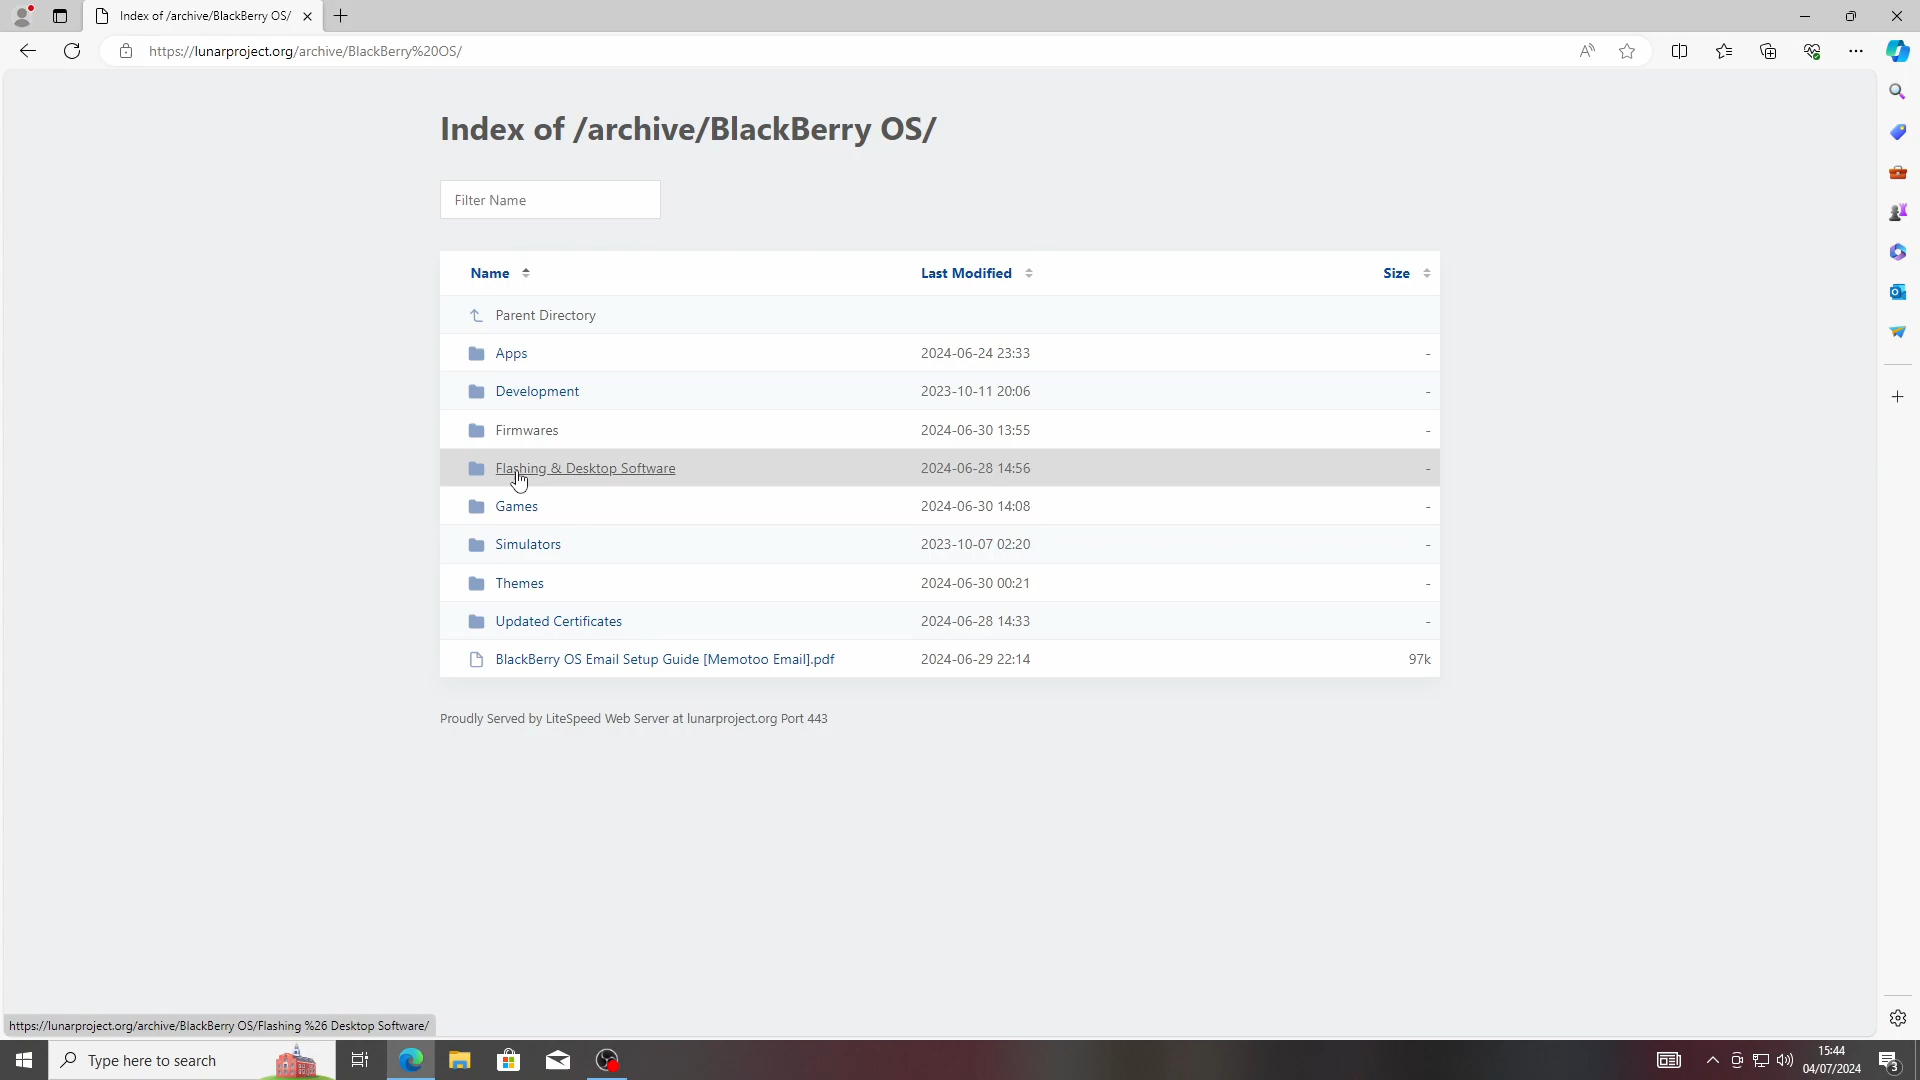 Index of /archive/BlackBerry OS/
https://lunarproject.org/archive/BlackBerry%20OS/
Index of /archive/BlackBerry OS/
Filter Name
Name Last Modified Size
Parent Directory
Apps 2024-06-24 23:33 -
Development 2023-10-11 20:06 -
Firmwares 2024-06-30 13:55 -
Flashing & Desktop Software 2024-06-28 14:56 -
Games 2024-06-30 14:08 -
Simulators 2023-10-07 02:20 -
Themes 2024-06-30 00:21 -
Updated Certificates 2024-06-28 14:33 -
BlackBerry OS Email Setup Guide [Memotoo Email].pdf 2024-06-29 22:14 97k
Proudly Served by LiteSpeed Web Server at lunarproject.org Port 443
https://lunarproject.org/archive/BlackBerry OS/Flashing %26 Desktop Software/
Type here to search
15:44
04/07/2024
3